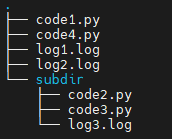 .
├── code1.py
├── code4.py
├── log1.log
├── log2.log
└── subdir
    ├── code2.py
    ├── code3.py
    └── log3.log